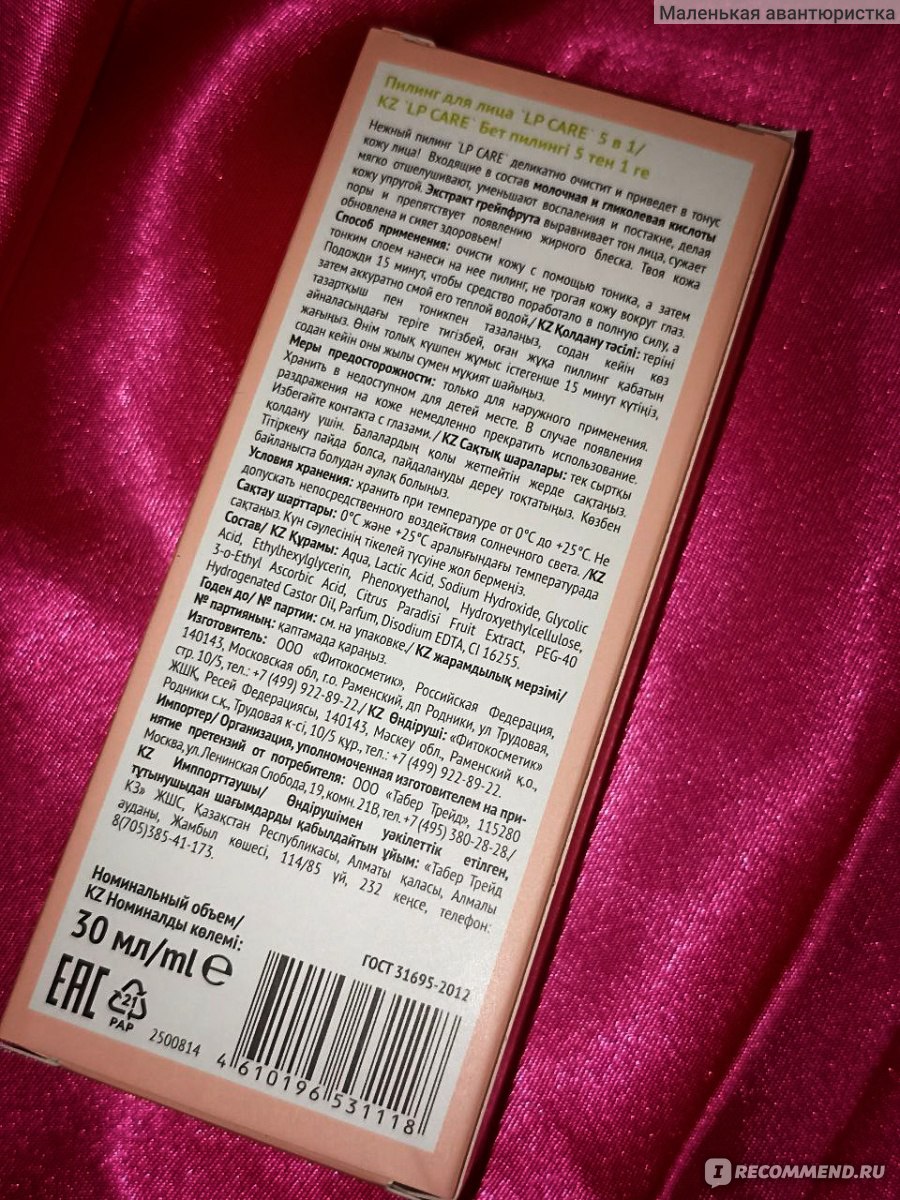 Маленькая авантюристка
Пилинг для лица `LP CARE` 5 в 1/
KZ `LP CARE` Бет пилингі 5 тен 1 ге
Нежный пилинг `LP CARE` деликатно очистит и приведет в тонус
кожу лица! Входящие в состав молочная и гликолевая кислоты
мягко отшелушивают, уменьшают воспаления и постакне, делая
кожу упругой. Экстракт грейпфрута выравнивает тон лица, сужает
поры и препятствует появлению жирного блеска. Твоя кожа
обновлена и сияет здоровьем!
Способ применения: очисти кожу с помощью тоника, а затем
тонким слоем нанеси на нее пилинг, не трогая кожу вокруг глаз.
Подожди 15 минут, чтобы средство поработало в полную силу, а
затем аккуратно смой его теплой водой./ KZ Қолдану тәсілі: теріні
тазартқыш пен тоникпен тазалаңыз, содан кейін көз
айналасындағы теріге тигізбей, оған жұқа пиллинг қабатын
жағыңыз. Өнім толық күшпен жұмыс істегенше 15 минут күтіңіз,
содан кейін оны жылы сумен мұқият шайыңыз.
Меры предосторожности: только для наружного применения.
Хранить в недоступном для детей месте. В случае появления
раздражения на коже немедленно прекратить использование.
Избегайте контакта с глазами./ KZ Сақтық шаралары: тек сыртқы
қолдану үшін. Балалардың қолы жетпейтін жерде сақтаңыз.
Тітіркену пайда болса, пайдалануды дереу тоқтатыңыз. Көзбен
байланыста болудан аулақ болыңыз.
Условия хранения: хранить при температуре от 0°С до +25°С. Не
допускать непосредственного воздействия солнечного света. /KZ
Сақтау шарттары: 0°С және +25°С аралығындағы температурада
сақтаңыз. Күн сәулесінің тікелей түсуіне жол бермеңіз.
Состав/ KZ Құрамы: Aqua, Lactic Acid, Sodium Hydroxide, Glycolic
Acid, Ethylhexylglycerin, Phenoxyethanol, Hydroxyethylcellulose,
3-o-Ethyl Ascorbic Acid, Citrus Paradisi Fruit Extract, PEG-40
Hydrogenated Castor Oil, Parfum, Disodium EDTA, CI 16255.
Годен до/ № партии: см. на упаковке./ KZ жарамдылық мерзімі/
№ партияның: қаптамада қараңыз.
Изготовитель: ООО «Фитокосметик», Российская Федерация,
140143, Московская обл, г.о. Раменский, дп Родники, ул Трудовая,
стр. 10/5, тел.: +7 (499) 922-89-22./ KZ Өндіруші: «Фитокосметик»
ЖШҚ, Ресей Федерациясы, 140143, Мәскеу обл., Раменский қ.о.,
Родники с.қ., Трудовая к-сі, 10/5 құр., тел.: +7 (499) 922-89-22.
Импортер/ Организация, уполномоченная изготовителем на при-
нятие претензий от потребителя: ООО «Табер Трейд», 115280
Москва, ул. Ленинская Слобода, 19, комн. 21В, тел. +7 (495) 380-28-28./
KZ Импporttaушы/ Өндірушімен уәкілеттік етілген,
тұтынушыдан шағымдарды қабылдайтын ұйым: «Табер Трейд
КЗ» ЖШС, Қазақстан Республикасы, Алматы қаласы, Алмалы
ауданы, Жамбыл көшесі, 114/85 үй, 232 кеңсе, телефон:
8(705)385-41-173.
Номинальный объем/
KZ Номиналды көлемі:
30 мл/ml e
ГОСТ 31695-2012
EAC
21
PAP
2500814
4 610196 531118
IRECOMMEND.RU